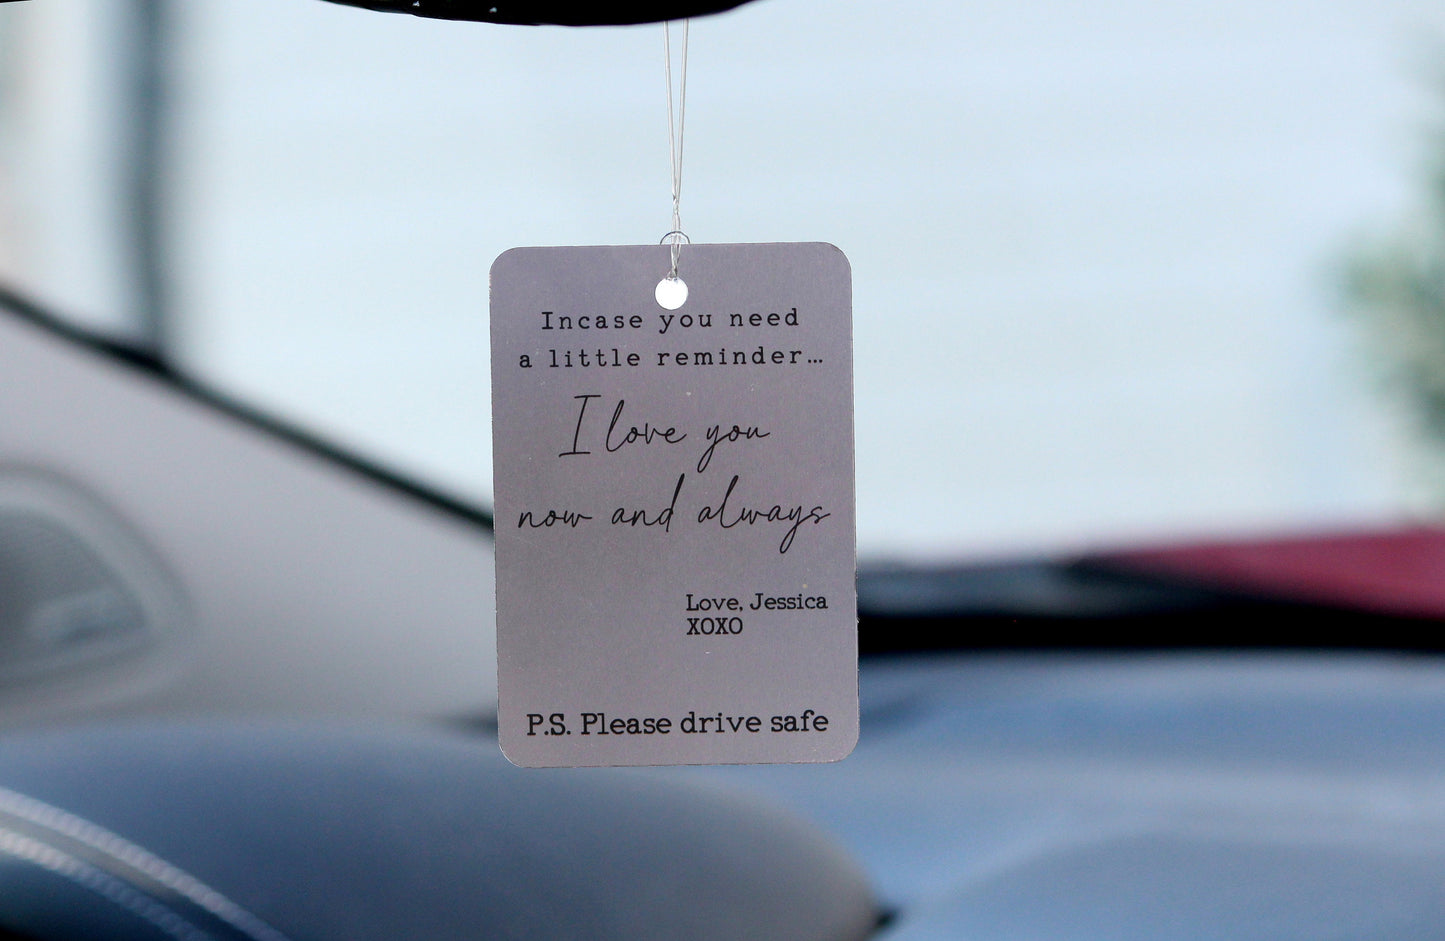 Incase you need
a little reminder...
I love you
now and always
Love, Jessica
XOXO
P.S. Please drive safe